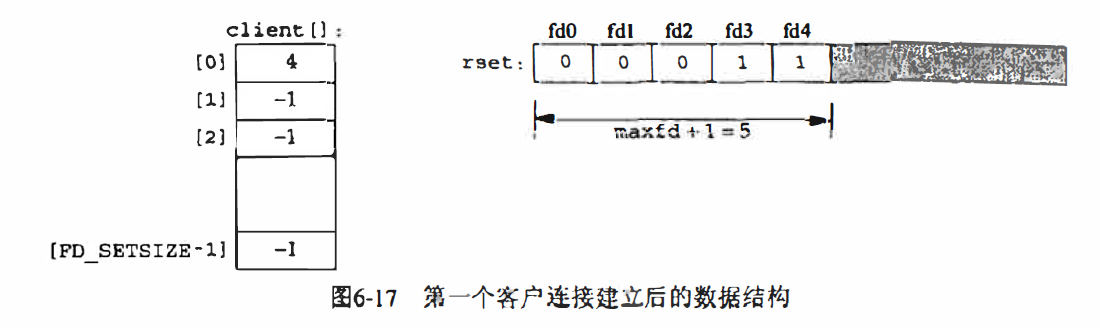 client[]:
[0] 4
[1] -1
[2] -1
[FD_SETSIZE-1] -1
fd0 fd1 fd2 fd3 fd4
rset: 0 0 0 1 1
maxfd+1=5
图6-17 第一个客户连接建立后的数据结构